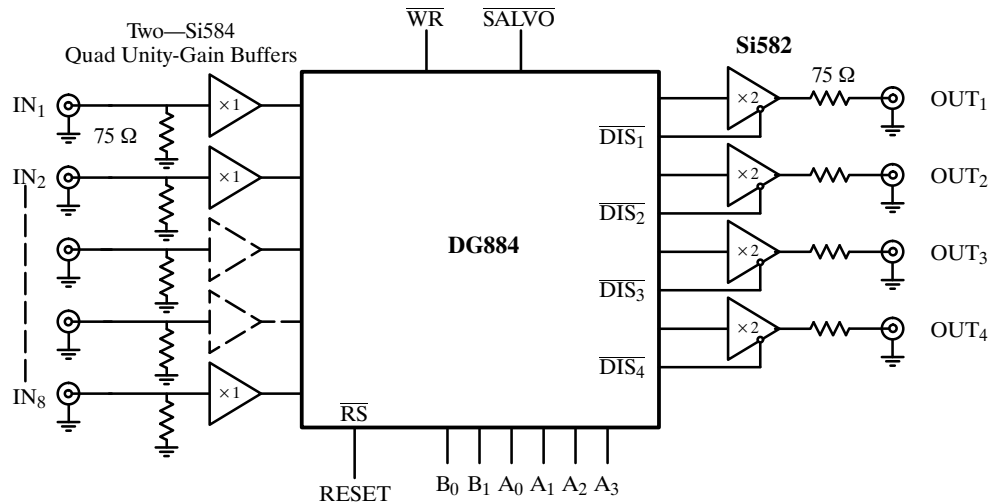 WR SALVO
Two—Si584
Quad Unity-Gain Buffers
Si582
IN1
×1
75 Ω
×2
75 Ω
OUT1
DIS1
IN2
×1
×2
OUT2
DIS2
DG884
×2
OUT3
DIS3
×2
OUT4
DIS4
IN8
×1
RS
RESET
B0 B1 A0 A1 A2 A3